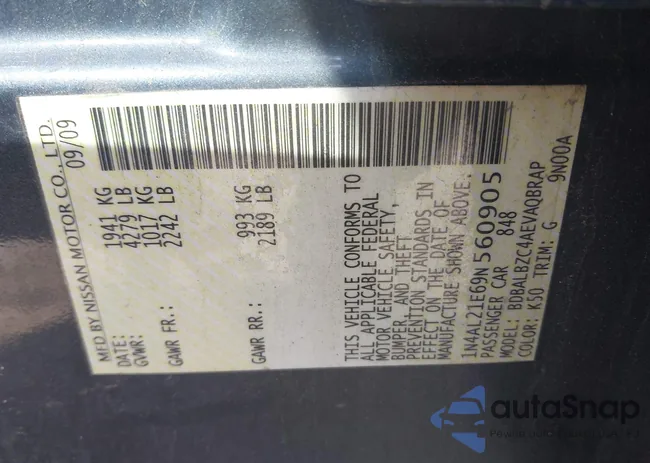 MFD BY NISSAN MOTOR CO., LTD.
DATE: 09/09
GVWR: 1941 KG
4279 LB
GAWR FR.: 1017 KG
2242 LB
GAWR RR.: 993 KG
2189 LB
THIS VEHICLE CONFORMS TO
ALL APPLICABLE FEDERAL
MOTOR VEHICLE SAFETY,
BUMPER, AND THEFT
PREVENTION STANDARDS IN
EFFECT ON THE DATE OF
MANUFACTURE SHOWN ABOVE.
1N4AL21E69N560905
PASSENGER CAR 848
MODEL: BDBALBZC4AEVAQBRAP
COLOR: K50 TRIM: G 9N00A
autoSnap